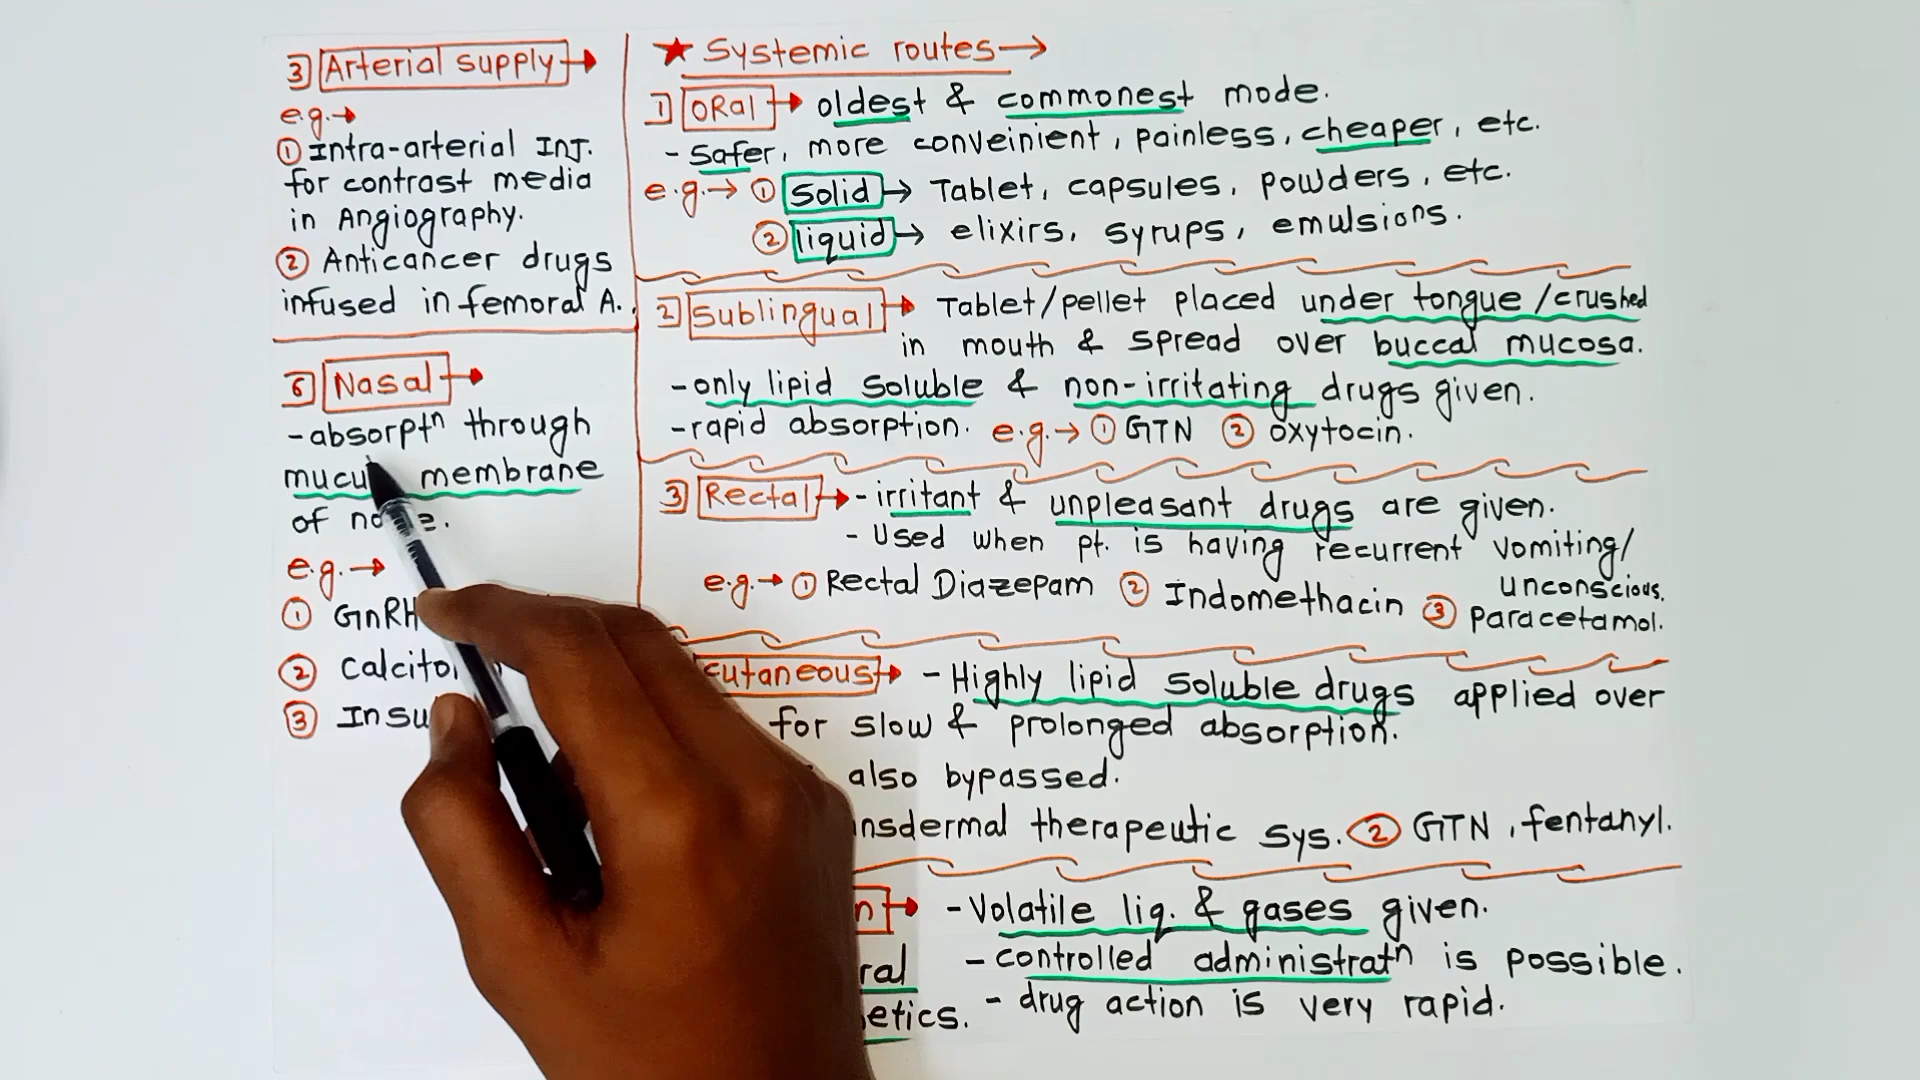 3 Arterial supply →
e.g. →
① Intra-arterial INJ.
for contrast media
in Angiography.
② Anticancer drugs
infused in femoral A.
6 Nasal →
- absorptⁿ through
membrane
of
e.g. →
① GnRH
②
③
★ Systemic routes →
1 ORal → oldest & commonest mode.
- Safer, more conveinient, painless, cheaper, etc.
e.g. → ① Solid → Tablet, capsules, powders, etc.
② liquid → elixirs, syrups, emulsions.
2 Sublingual → Tablet/pellet placed under tongue/crushed
in mouth & spread over buccal mucosa.
- only lipid soluble & non-irritating drugs given.
- rapid absorption. e.g. → ① GTN ② oxytocin.
3 Rectal → - irritant & unpleasant drugs are given.
- Used when pt. is having recurrent vomiting/
unconscious.
e.g. → ① Rectal Diazepam ② Indomethacin ③ paracetamol.
cutaneous → - Highly lipid soluble drugs applied over
for slow & prolonged absorption.
also bypassed.
nsdermal therapeutic sys. ② GTN, fentanyl.
n → - Volatile liq. & gases given.
ral - controlled administratⁿ is possible.
etics. - drug action is very rapid.